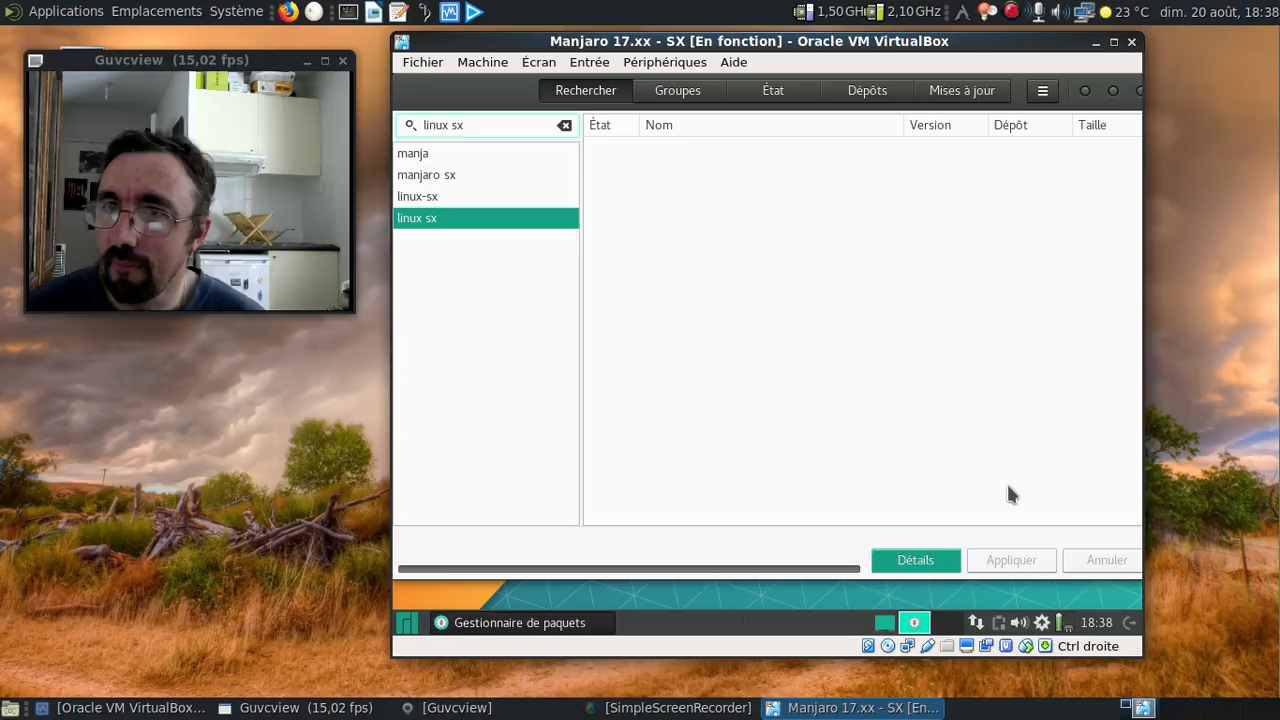 Applications Emplacements Système 1,50 GHz 2,10 GHz 23 °C dim. 20 août, 18:38
Guvcview (15,02 fps)
Manjaro 17.xx - SX [En fonction] - Oracle VM VirtualBox
Fichier Machine Écran Entrée Périphériques Aide
Rechercher Groupes État Dépôts Mises à jour
linux sx
État Nom Version Dépôt Taille
manja
manjaro sx
linux-sx
linux sx
Détails Appliquer Annuler
Gestionnaire de paquets 18:38
Ctrl droite
[Oracle VM VirtualBox... Guvcview (15,02 fps) [Guvcview] [SimpleScreenRecorder] Manjaro 17.xx - SX [En...